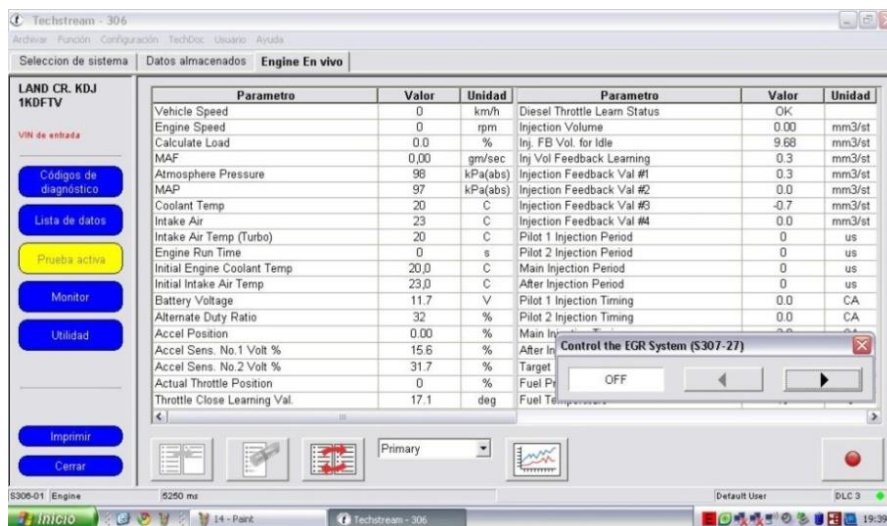 Techstream - 306
Archivar Función Configuración TechDoc Usuario Ayuda
Seleccion de sistema Datos almacenados Engine En vivo
LAND CR. KDJ
1KDFTV
VIN de entrada
Códigos de diagnóstico
Lista de datos
Prueba activa
Monitor
Utilidad
Imprimir
Cerrar
Parametro Valor Unidad Parametro Valor Unidad
Vehicle Speed 0 km/h Diesel Throttle Learn Status OK
Engine Speed 0 rpm Injection Volume 0.00 mm3/st
Calculate Load 0.0 % Inj. FB Vol. for Idle 9.68 mm3/st
MAF 0,00 gm/sec Inj Vol Feedback Learning 0.3 mm3/st
Atmosphere Pressure 98 kPa(abs) Injection Feedback Val #1 0.3 mm3/st
MAP 97 kPa(abs) Injection Feedback Val #2 0.0 mm3/st
Coolant Temp 20 C Injection Feedback Val #3 -0.7 mm3/st
Intake Air 23 C Injection Feedback Val #4 0.0 mm3/st
Intake Air Temp (Turbo) 20 C Pilot 1 Injection Period 0 us
Engine Run Time 0 s Pilot 2 Injection Period 0 us
Initial Engine Coolant Temp 20,0 C Main Injection Period 0 us
Initial Intake Air Temp 23,0 C After Injection Period 0 us
Battery Voltage 11.7 V Pilot 1 Injection Timing 0.0 CA
Alternate Duty Ratio 32 % Pilot 2 Injection Timing 0.0 CA
Accel Position 0.00 % Main
Accel Sens. No.1 Volt % 15.6 % After In
Accel Sens. No.2 Volt % 31.7 % Target
Actual Throttle Position 0 % Fuel Pr
Throttle Close Learning Val. 17.1 deg Fuel
Control the EGR System (S307-27)
OFF
Primary
S306-01 Engine 5250 ms Default User DLC 3
Inicio 14 - Paint Techstream - 306 19:39